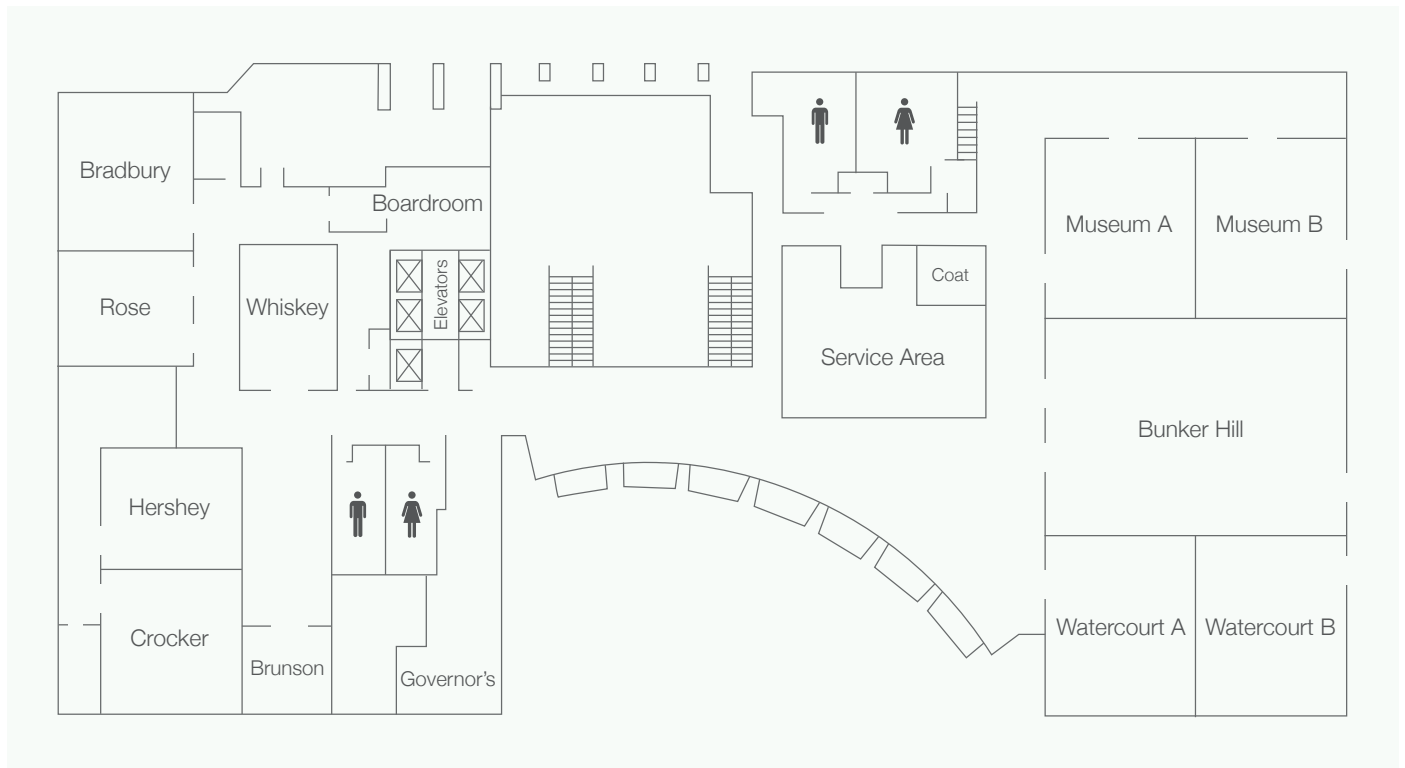 Bradbury
Boardroom
Museum A
Museum B
Elevators
Coat
Rose
Whiskey
Service Area
Bunker Hill
Hershey
Crocker
Watercourt A
Watercourt B
Brunson
Governor's